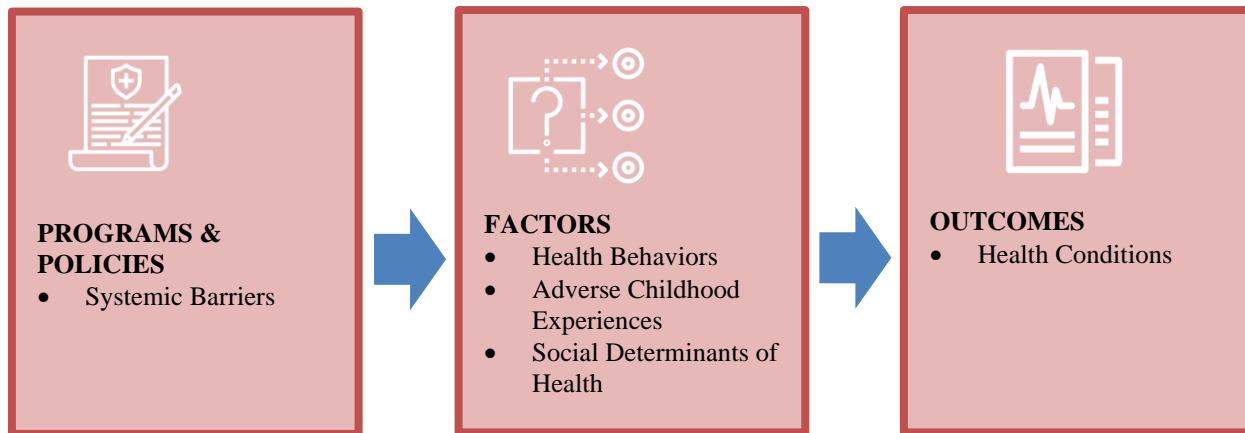 PROGRAMS &
POLICIES
• Systemic Barriers
FACTORS
• Health Behaviors
• Adverse Childhood
Experiences
• Social Determinants of
Health
OUTCOMES
• Health Conditions